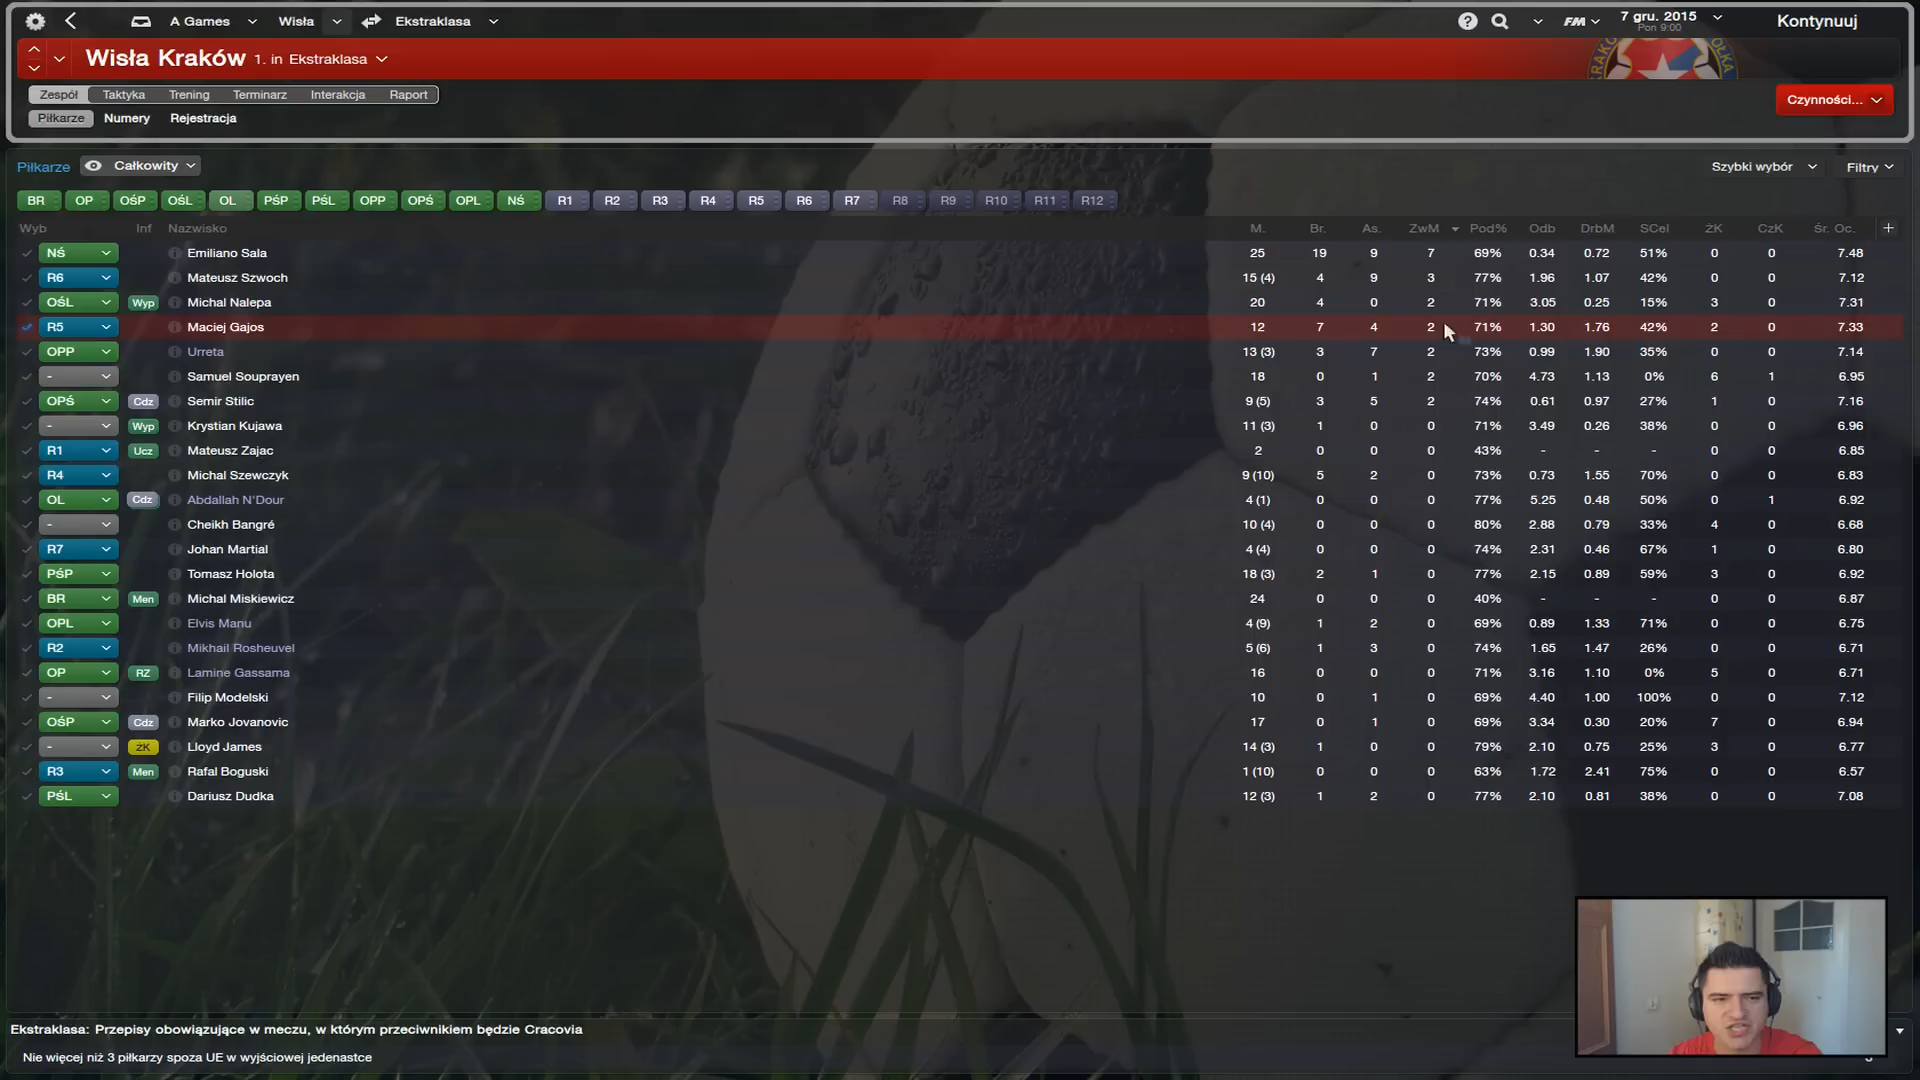 A Games Wisła Ekstraklasa ? FM 7 gru. 2015 Kontynuuj
Pon 9:00
Wisła Kraków 1. in Ekstraklasa
Zespół Taktyka Trening Terminarz Interakcja Raport
Czynności...
Piłkarze Numery Rejestracja
Piłkarze Całkowity Szybki wybór Filtry
BR OP OŚP OŚL OL PŚP PŚL OPP OPŚ OPL NŚ R1 R2 R3 R4 R5 R6 R7 R8 R9 R10 R11 R12
Wyb Inf Nazwisko M. Br. As. ZwM Pod% Odb DrbM SCel ŻK CzK Śr. Oc. +
NŚ Emiliano Sala 25 19 9 7 69% 0.34 0.72 51% 0 0 7.48
R6 Mateusz Szwoch 15 (4) 4 9 3 77% 1.96 1.07 42% 0 0 7.12
OŚL Wyp Michal Nalepa 20 4 0 2 71% 3.05 0.25 15% 3 0 7.31
R5 Maciej Gajos 12 7 4 2 71% 1.30 1.76 42% 2 0 7.33
OPP Urreta 13 (3) 3 7 2 73% 0.99 1.90 35% 0 0 7.14
- Samuel Souprayen 18 0 1 2 70% 4.73 1.13 0% 6 1 6.95
OPŚ Cdz Semir Stilic 9 (5) 3 5 2 74% 0.61 0.97 27% 1 0 7.16
- Wyp Krystian Kujawa 11 (3) 1 0 0 71% 3.49 0.26 38% 0 0 6.96
R1 Ucz Mateusz Zajac 2 0 0 0 43% - - - 0 0 6.85
R4 Michal Szewczyk 9 (10) 5 2 0 73% 0.73 1.55 70% 0 0 6.83
OL Cdz Abdallah N'Dour 4 (1) 0 0 0 77% 5.25 0.48 50% 0 1 6.92
- Cheikh Bangré 10 (4) 0 0 0 80% 2.88 0.79 33% 4 0 6.68
R7 Johan Martial 4 (4) 0 0 0 74% 2.31 0.46 67% 1 0 6.80
PŚP Tomasz Holota 18 (3) 2 1 0 77% 2.15 0.89 59% 3 0 6.92
BR Men Michal Miskiewicz 24 0 0 0 40% - - - 0 0 6.87
OPL Elvis Manu 4 (9) 1 2 0 69% 0.89 1.33 71% 0 0 6.75
R2 Mikhail Rosheuvel 5 (6) 1 3 0 74% 1.65 1.47 26% 0 0 6.71
OP RZ Lamine Gassama 16 0 0 0 71% 3.16 1.10 0% 5 0 6.71
- Filip Modelski 10 0 1 0 69% 4.40 1.00 100% 0 0 7.12
OŚP Cdz Marko Jovanovic 17 0 1 0 69% 3.34 0.30 20% 7 0 6.94
- ŻK Lloyd James 14 (3) 1 0 0 79% 2.10 0.75 25% 3 0 6.77
R3 Men Rafal Boguski 1 (10) 0 0 0 63% 1.72 2.41 75% 0 0 6.57
PŚL Dariusz Dudka 12 (3) 1 2 0 77% 2.10 0.81 38% 0 0 7.08
Ekstraklasa: Przepisy obowiązujące w meczu, w którym przeciwnikiem będzie Cracovia
Nie więcej niż 3 piłkarzy spoza UE w wyjściowej jedenastce